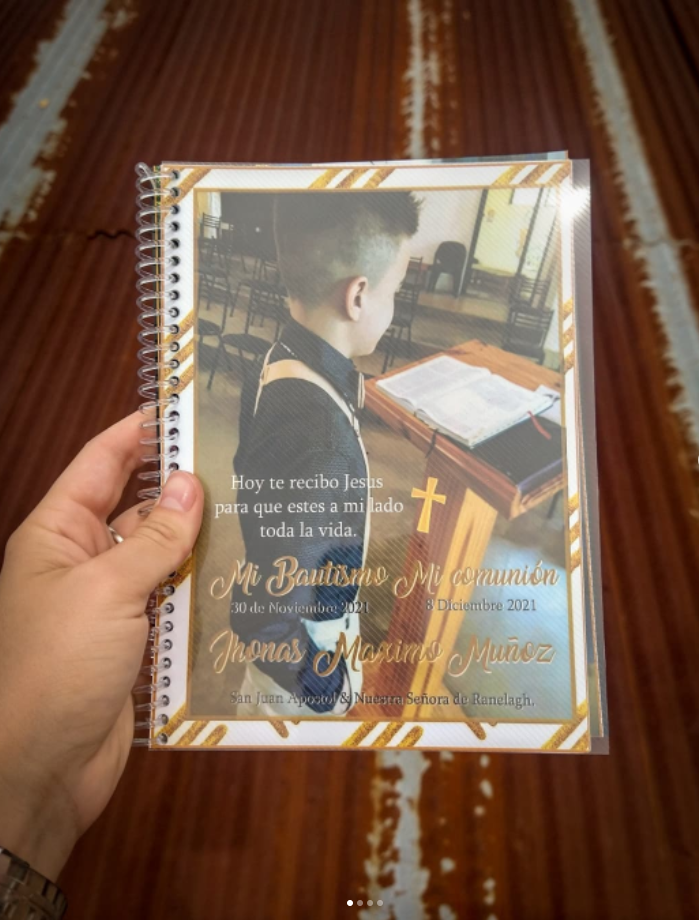 Hoy te recibo Jesus
para que estes a mi lado
toda la vida.
Mi Bautismo Mi comunión
30 de Noviembre 2021 8 Diciembre 2021
Jhonas Maximo Muñoz
San Juan Apostol & Nuestra Señora de Ranelagh.